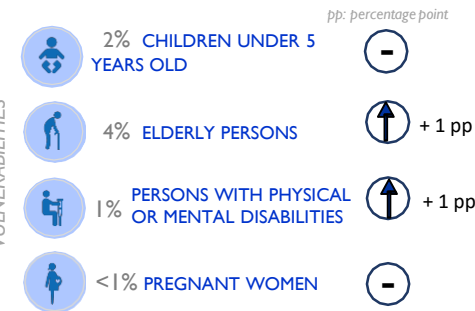 pp: percentage point
2% CHILDREN UNDER 5
YEARS OLD
-
4% ELDERLY PERSONS
+ 1 pp
1% PERSONS WITH PHYSICAL
OR MENTAL DISABILITIES
+ 1 pp
<1% PREGNANT WOMEN
-
VULNERABILITIES